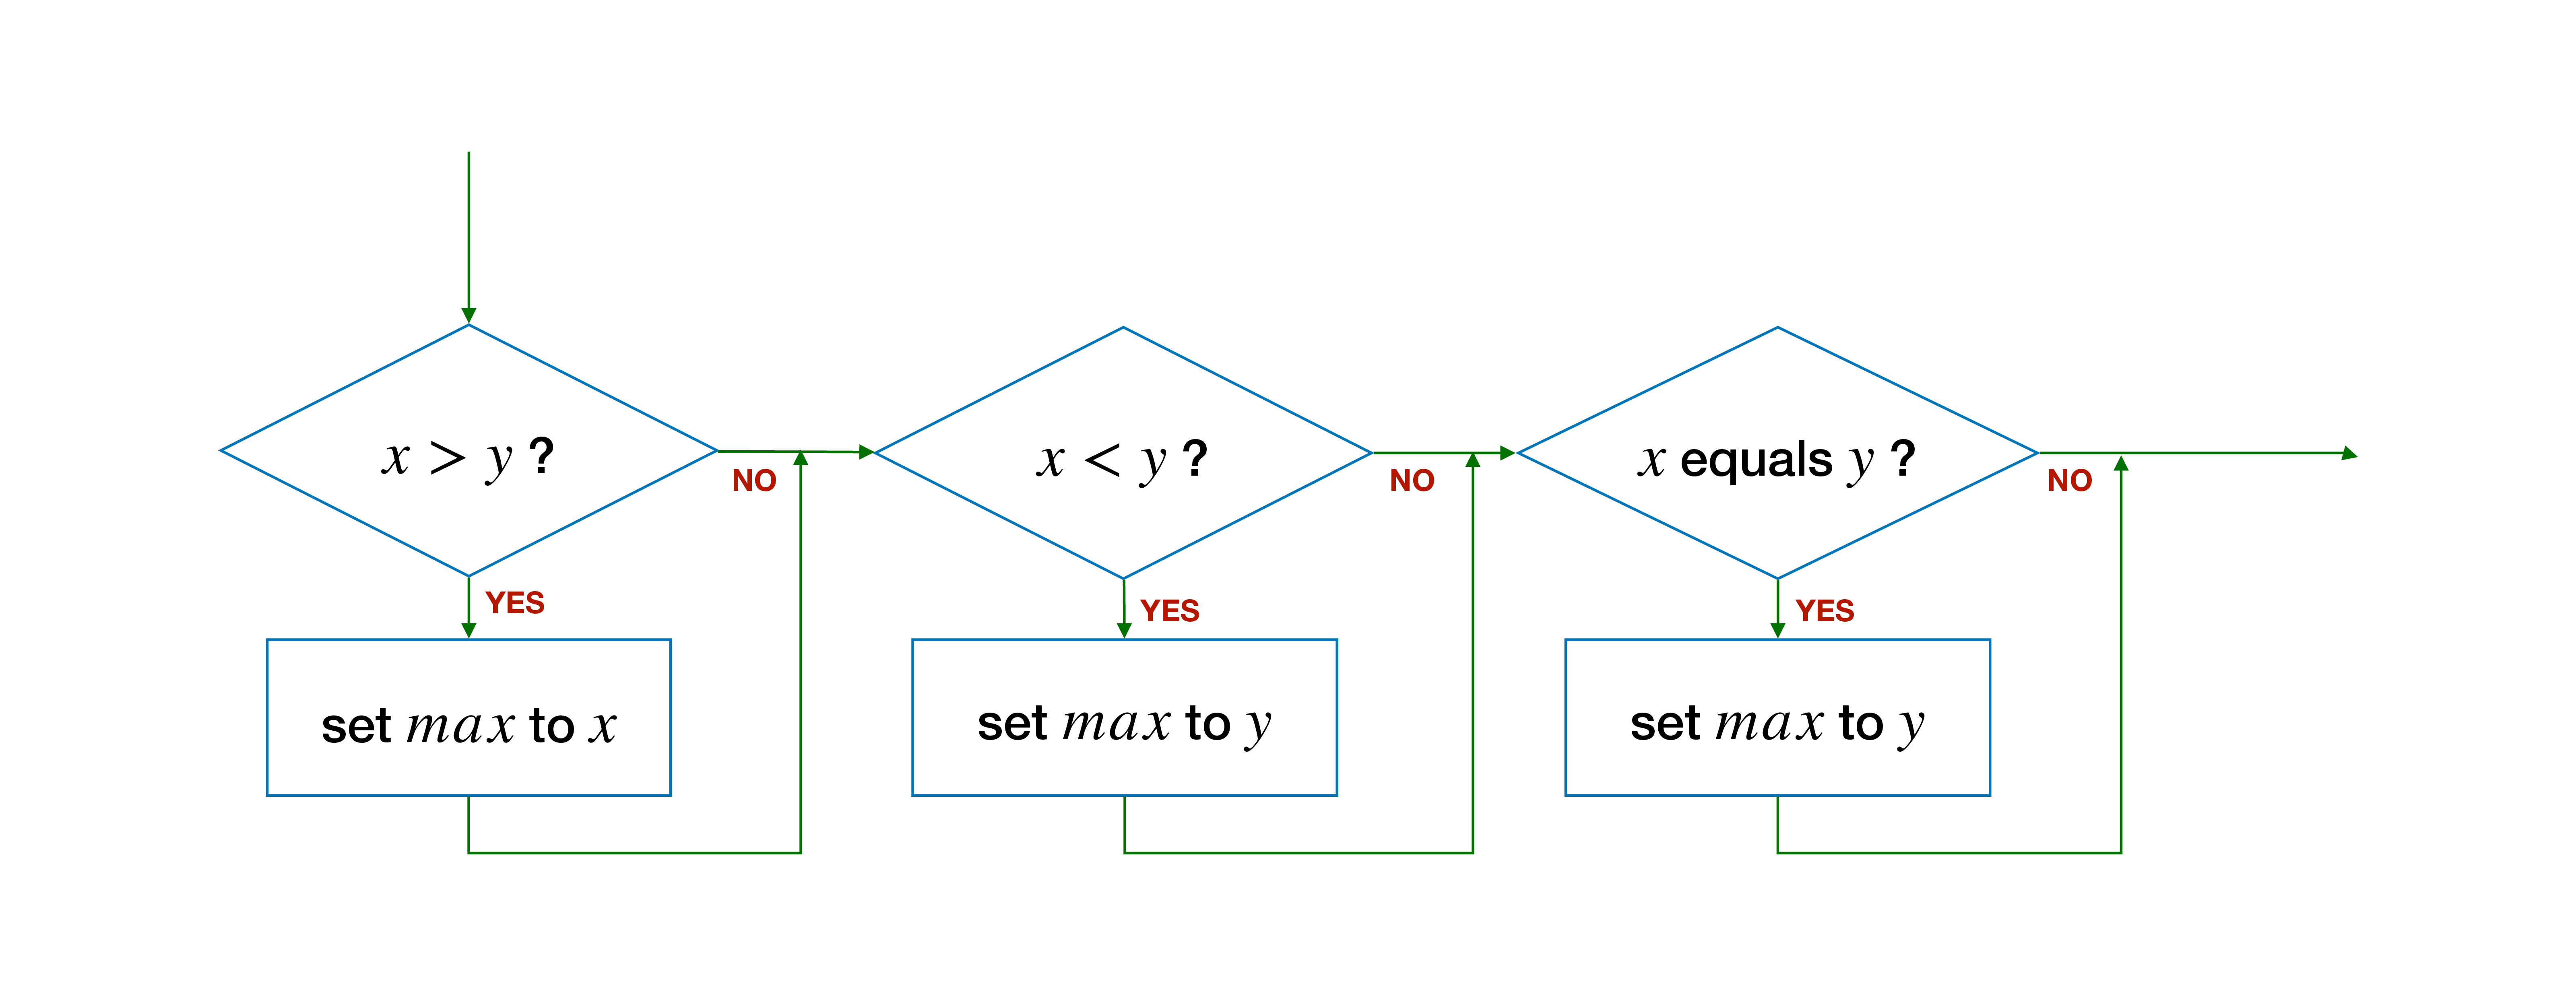 x > y ?
NO
YES
set max to x
x < y ?
NO
YES
set max to y
x equals y ?
NO
YES
set max to y